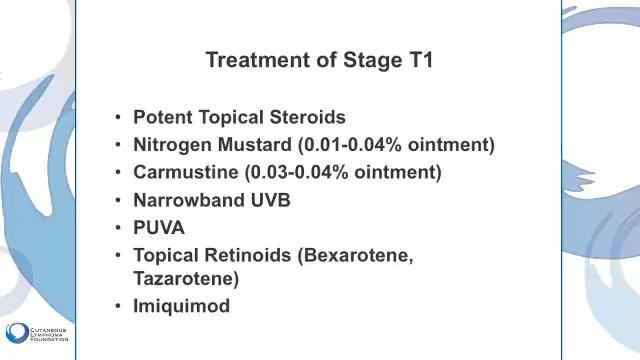 Treatment of Stage T1
• Potent Topical Steroids
• Nitrogen Mustard (0.01-0.04% ointment)
• Carmustine (0.03-0.04% ointment)
• Narrowband UVB
• PUVA
• Topical Retinoids (Bexarotene,
Tazarotene)
• Imiquimod
CUTANEOUS
LYMPHOMA
FOUNDATION